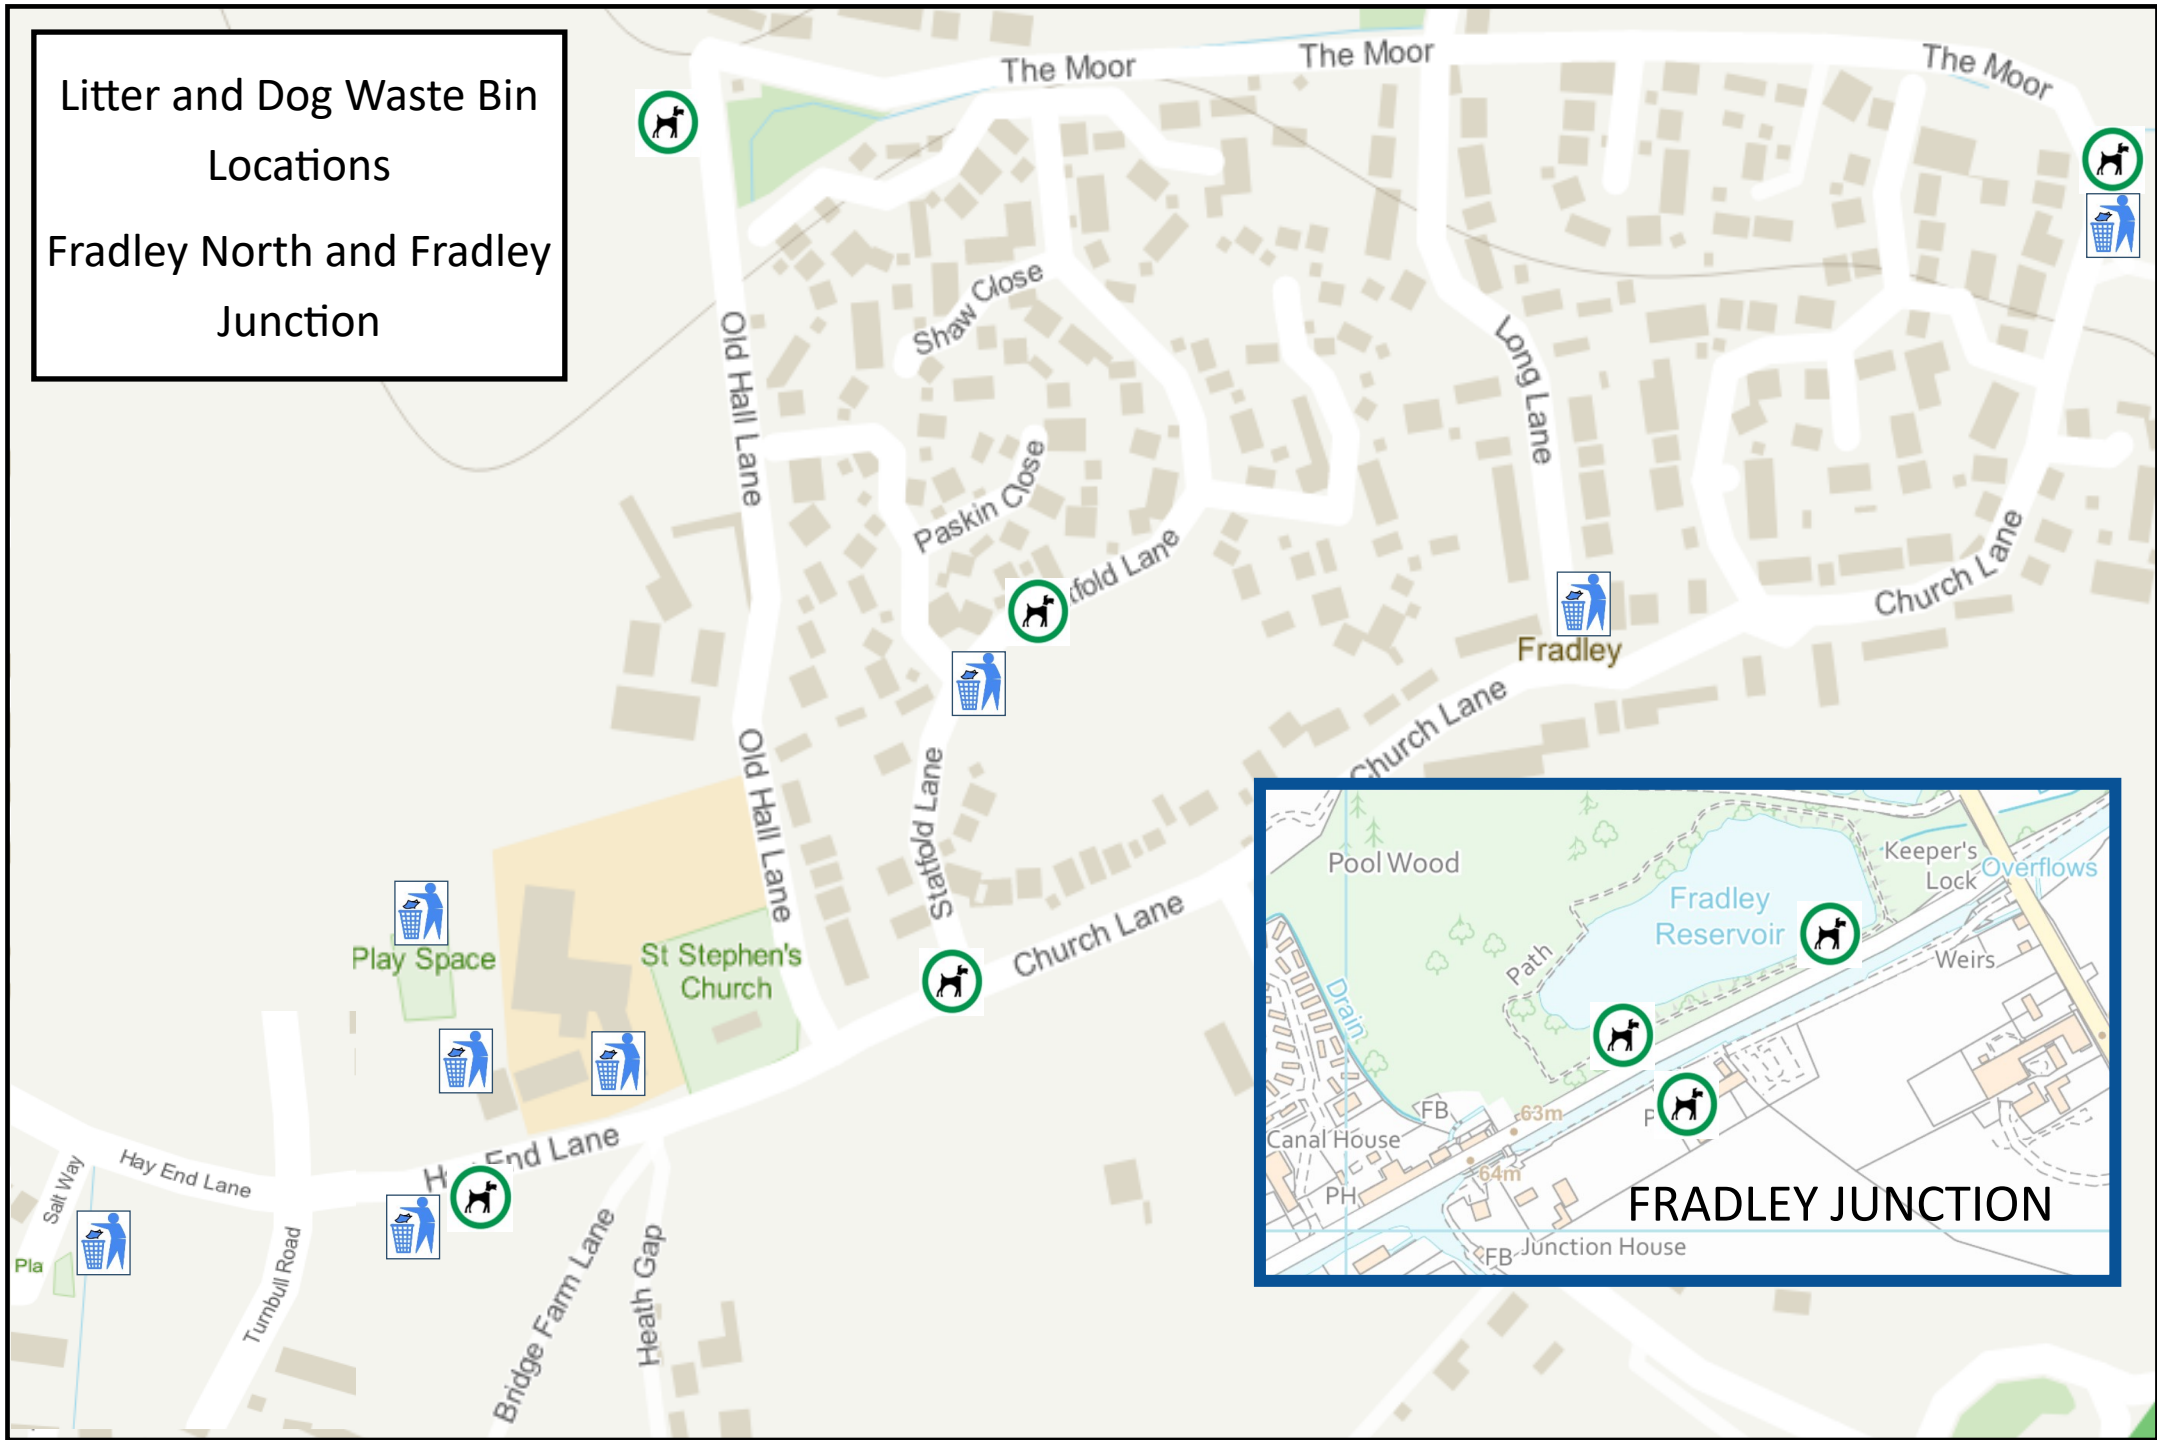 Litter and Dog Waste Bin
Locations
Fradley North and Fradley
Junction
The Moor
The Moor
The Moor
Old Hall Lane
Shaw Close
Long Lane
Paskin Close
Lane
Church Lane
Fradley
Church Lane
Old Hall Lane
Statfold Lane
Church Lane
Play Space
St Stephen's
Church
End Lane
Hay End Lane
Salt Way
Turnbull Road
Bridge Farm Lane
Heath Gap
Pla
Pool Wood
Fradley
Reservoir
Keeper's
Lock
Overflows
Path
Weirs
Drain
FB
63m
Canal House
64m
PH
FRADLEY JUNCTION
FB
Junction House